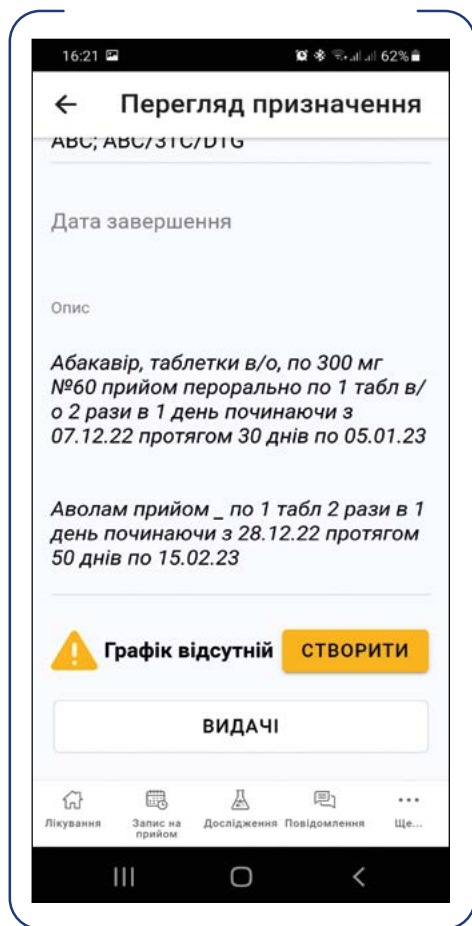 16:21 62%
Перегляд призначення
ABC; ABC/3TC/DTG
Дата завершення
Опис
Абакавір, таблетки в/о, по 300 мг
№60 прийом перорально по 1 табл в/
о 2 рази в 1 день починаючи з
07.12.22 протягом 30 днів по 05.01.23
Аволам прийом _ по 1 табл 2 рази в 1
день починаючи з 28.12.22 протягом
50 днів по 15.02.23
Графік відсутній СТВОРИТИ
ВИДАЧІ
Лікування Запис на прийом Дослідження Повідомлення Ще...